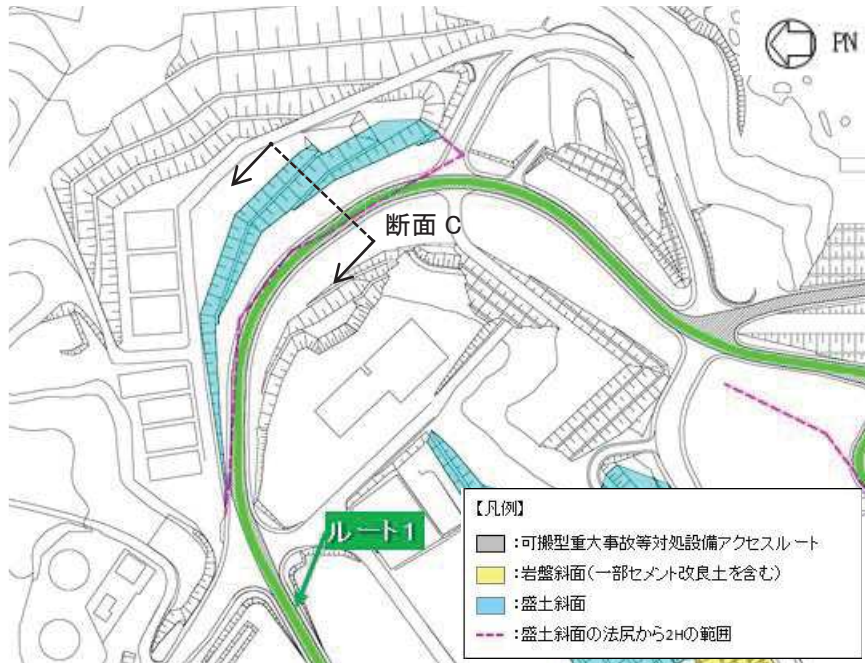 PN
断面 C
ルート1
【凡例】
:可搬型重大事故等対処設備アクセスルート
:岩盤斜面(一部セメント改良土を含む)
:盛土斜面
:盛土斜面の法尻から2Hの範囲